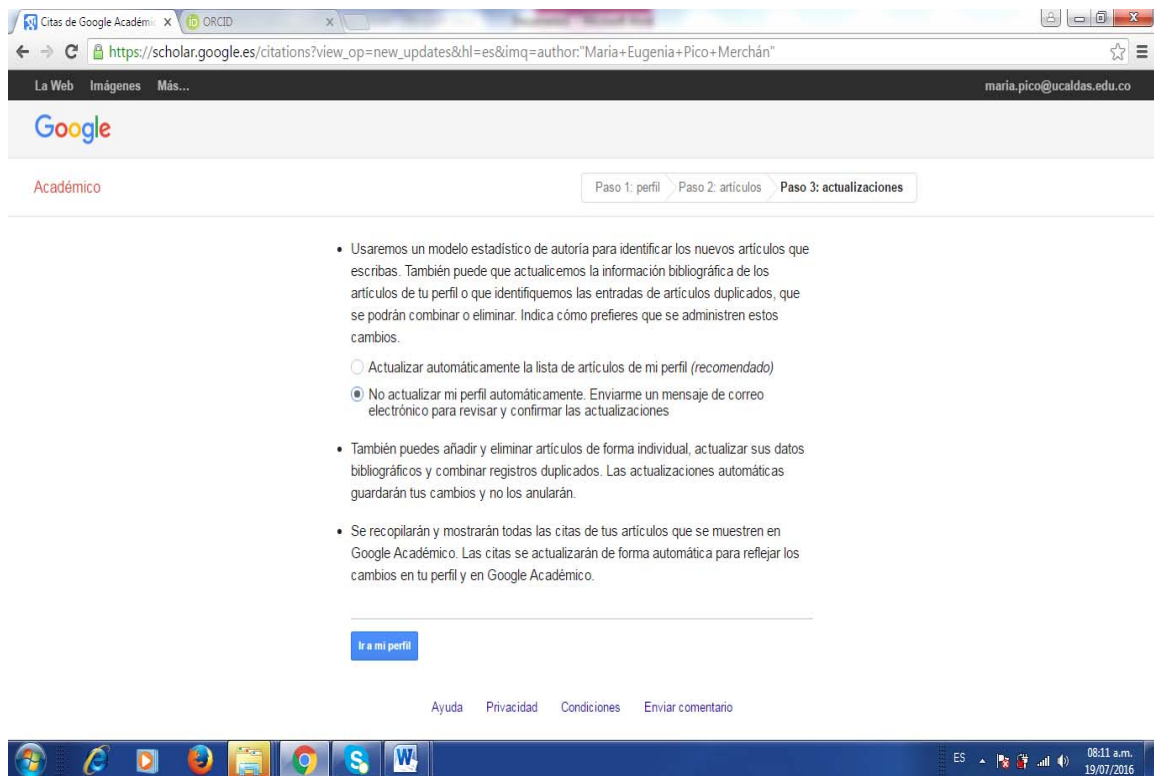 Citas de Google Académi
ORCID
https://scholar.google.es/citations?view_op=new_updates&hl=es&imq=author:"Maria+Eugenia+Pico+Merchán"
La Web Imágenes Más...
maria.pico@ucaldas.edu.co
Google
Académico
Paso 1: perfil Paso 2: artículos Paso 3: actualizaciones
• Usaremos un modelo estadístico de autoría para identificar los nuevos artículos que
escribas. También puede que actualicemos la información bibliográfica de los
artículos de tu perfil o que identifiquemos las entradas de artículos duplicados, que
se podrán combinar o eliminar. Indica cómo prefieres que se administren estos
cambios.
Actualizar automáticamente la lista de artículos de mi perfil (recomendado)
No actualizar mi perfil automáticamente. Enviarme un mensaje de correo
electrónico para revisar y confirmar las actualizaciones
• También puedes añadir y eliminar artículos de forma individual, actualizar sus datos
bibliográficos y combinar registros duplicados. Las actualizaciones automáticas
guardarán tus cambios y no los anularán.
• Se recopilarán y mostrarán todas las citas de tus artículos que se muestren en
Google Académico. Las citas se actualizarán de forma automática para reflejar los
cambios en tu perfil y en Google Académico.
Ir a mi perfil
Ayuda Privacidad Condiciones Enviar comentario
ES
08:11 a.m.
19/07/2016